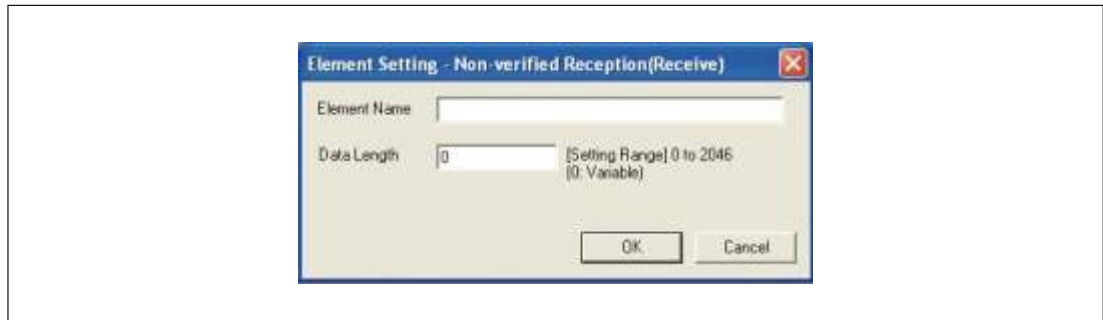 Element Setting - Non-verified Reception(Receive)
Element Name
Data Length 0 [Setting Range] 0 to 2046
(0: Variable)
OK Cancel